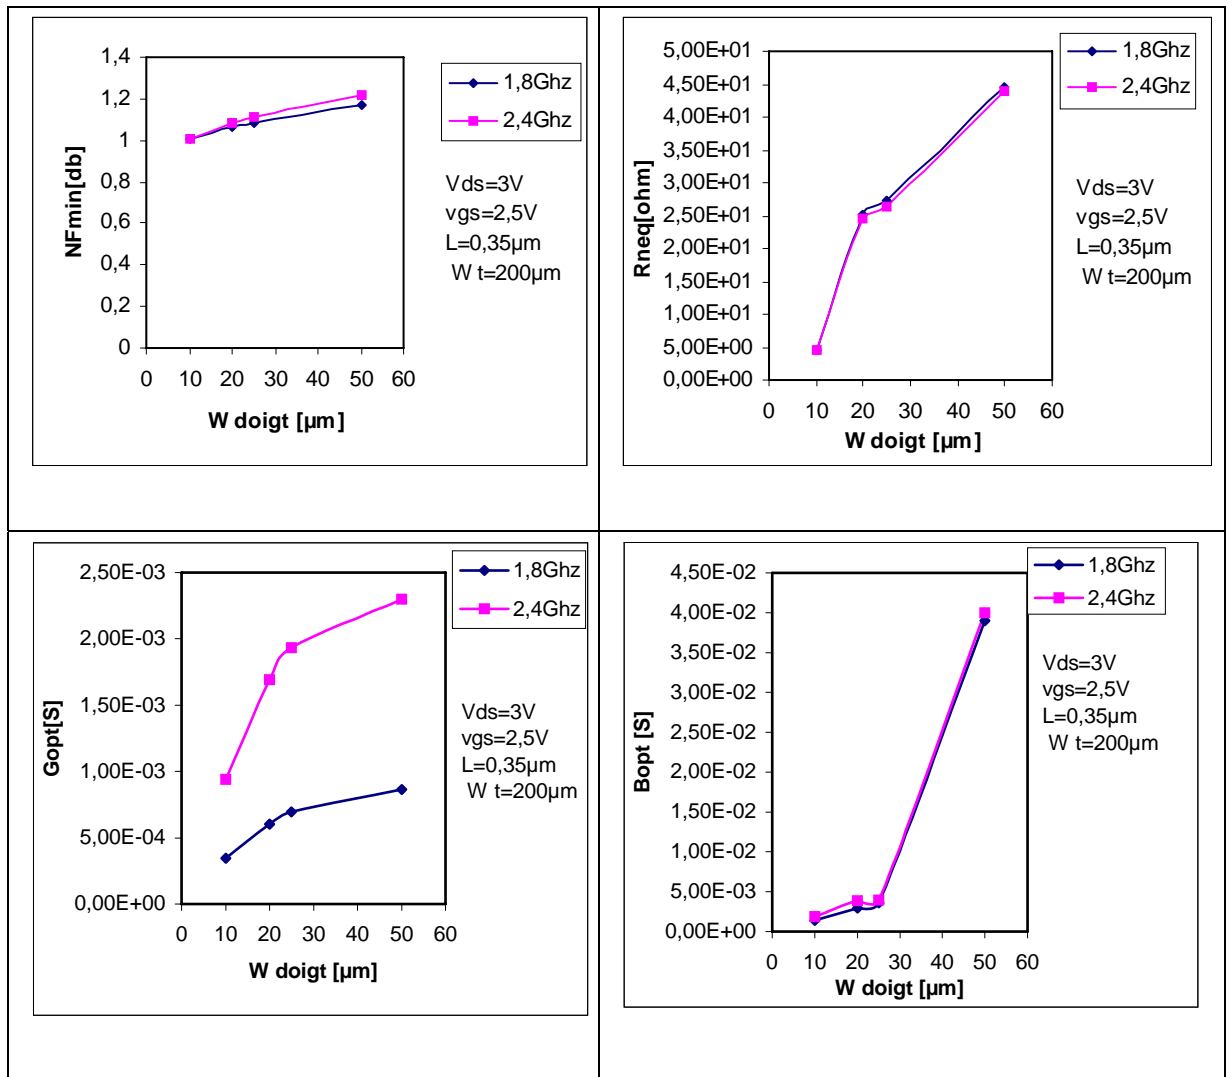 1,4
1,2
1
0,8
0,6
0,4
0,2
0
NFmin[db]
0 10 20 30 40 50 60
W doigt [µm]
1,8Ghz
2,4Ghz
Vds=3V
vgs=2,5V
L=0,35µm
W t=200µm
5,00E+01
4,50E+01
4,00E+01
3,50E+01
3,00E+01
2,50E+01
2,00E+01
1,50E+01
1,00E+01
5,00E+00
0,00E+00
Rneq[ohm]
0 10 20 30 40 50 60
W doigt [µm]
1,8Ghz
2,4Ghz
Vds=3V
vgs=2,5V
L=0,35µm
W t=200µm
2,50E-03
2,00E-03
1,50E-03
1,00E-03
5,00E-04
0,00E+00
Gopt[S]
0 10 20 30 40 50 60
W doigt [µm]
1,8Ghz
2,4Ghz
Vds=3V
vgs=2,5V
L=0,35µm
W t=200µm
4,50E-02
4,00E-02
3,50E-02
3,00E-02
2,50E-02
2,00E-02
1,50E-02
1,00E-02
5,00E-03
0,00E+00
Bopt [S]
0 10 20 30 40 50 60
W doigt [µm]
1,8Ghz
2,4Ghz
Vds=3V
vgs=2,5V
L=0,35µm
W t=200µm